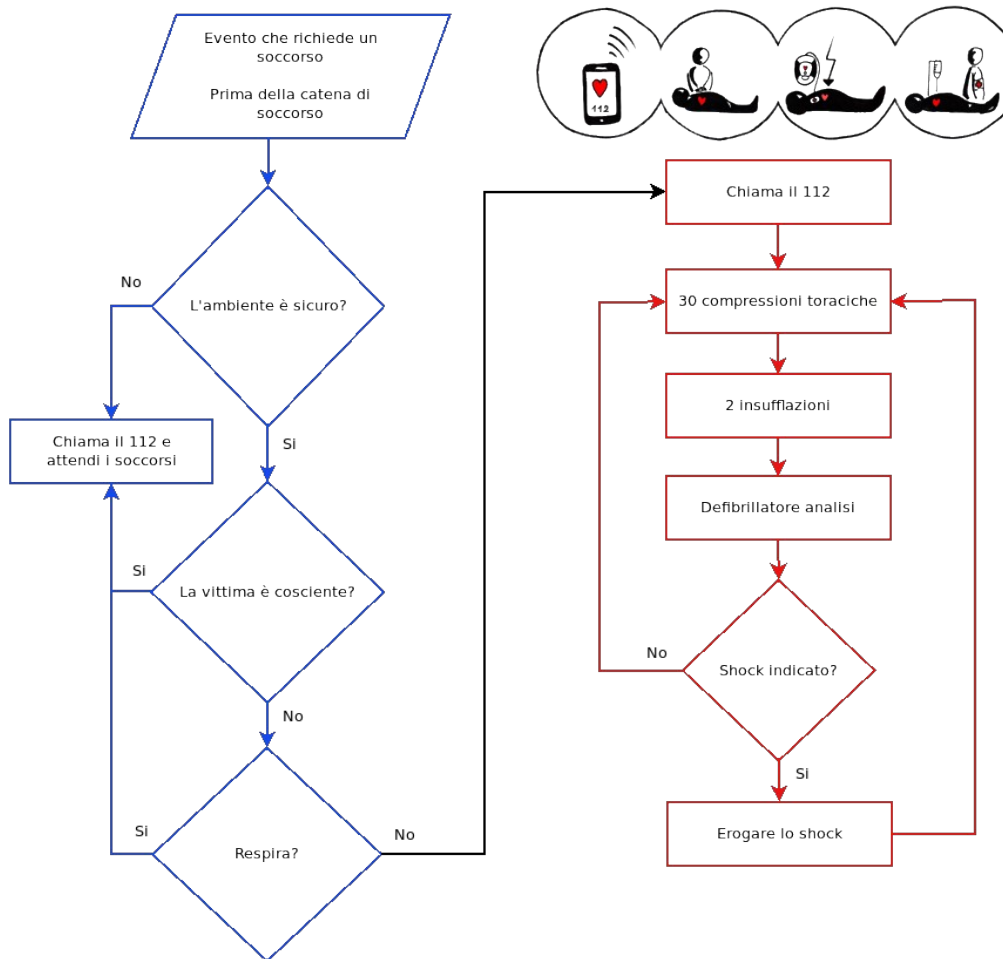 Evento che richiede un
soccorso
Prima della catena di
soccorso
L'ambiente è sicuro?
No
Si
Chiama il 112 e
attendi i soccorsi
La vittima è cosciente?
Si
No
Respira?
Si
No
112
Chiama il 112
30 compressioni toraciche
2 insufflazioni
Defibrillatore analisi
Shock indicato?
No
Si
Erogare lo shock